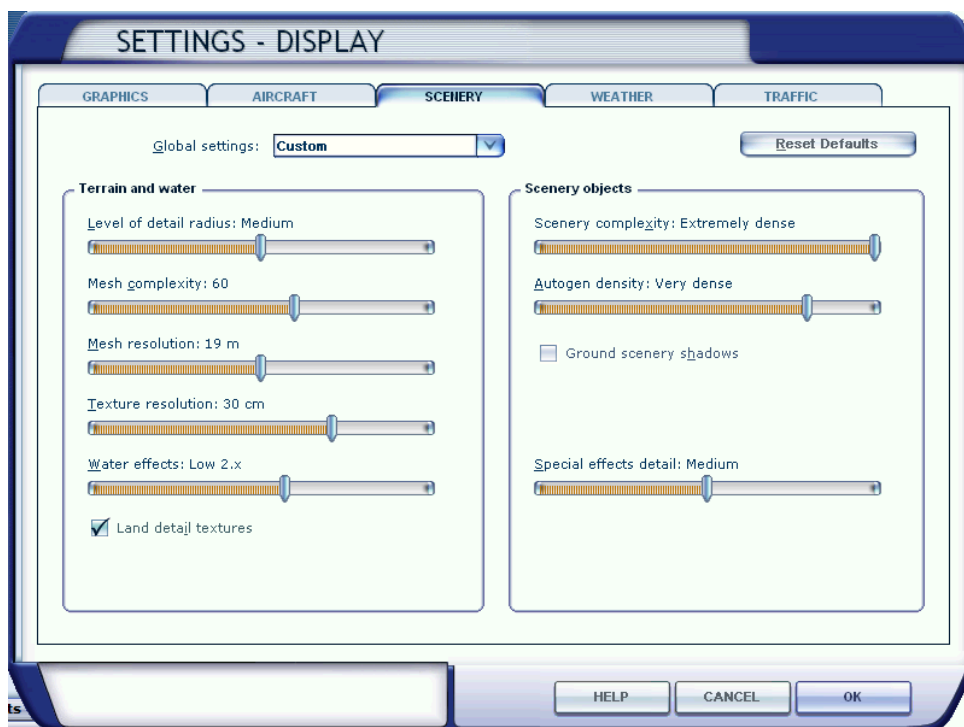 SETTINGS - DISPLAY
GRAPHICS AIRCRAFT SCENERY WEATHER TRAFFIC
Global settings: Custom Reset Defaults
Terrain and water
Level of detail radius: Medium
Mesh complexity: 60
Mesh resolution: 19 m
Texture resolution: 30 cm
Water effects: Low 2.x
Land detail textures
Scenery objects
Scenery complexity: Extremely dense
Autogen density: Very dense
Ground scenery shadows
Special effects detail: Medium
ts
HELP CANCEL OK